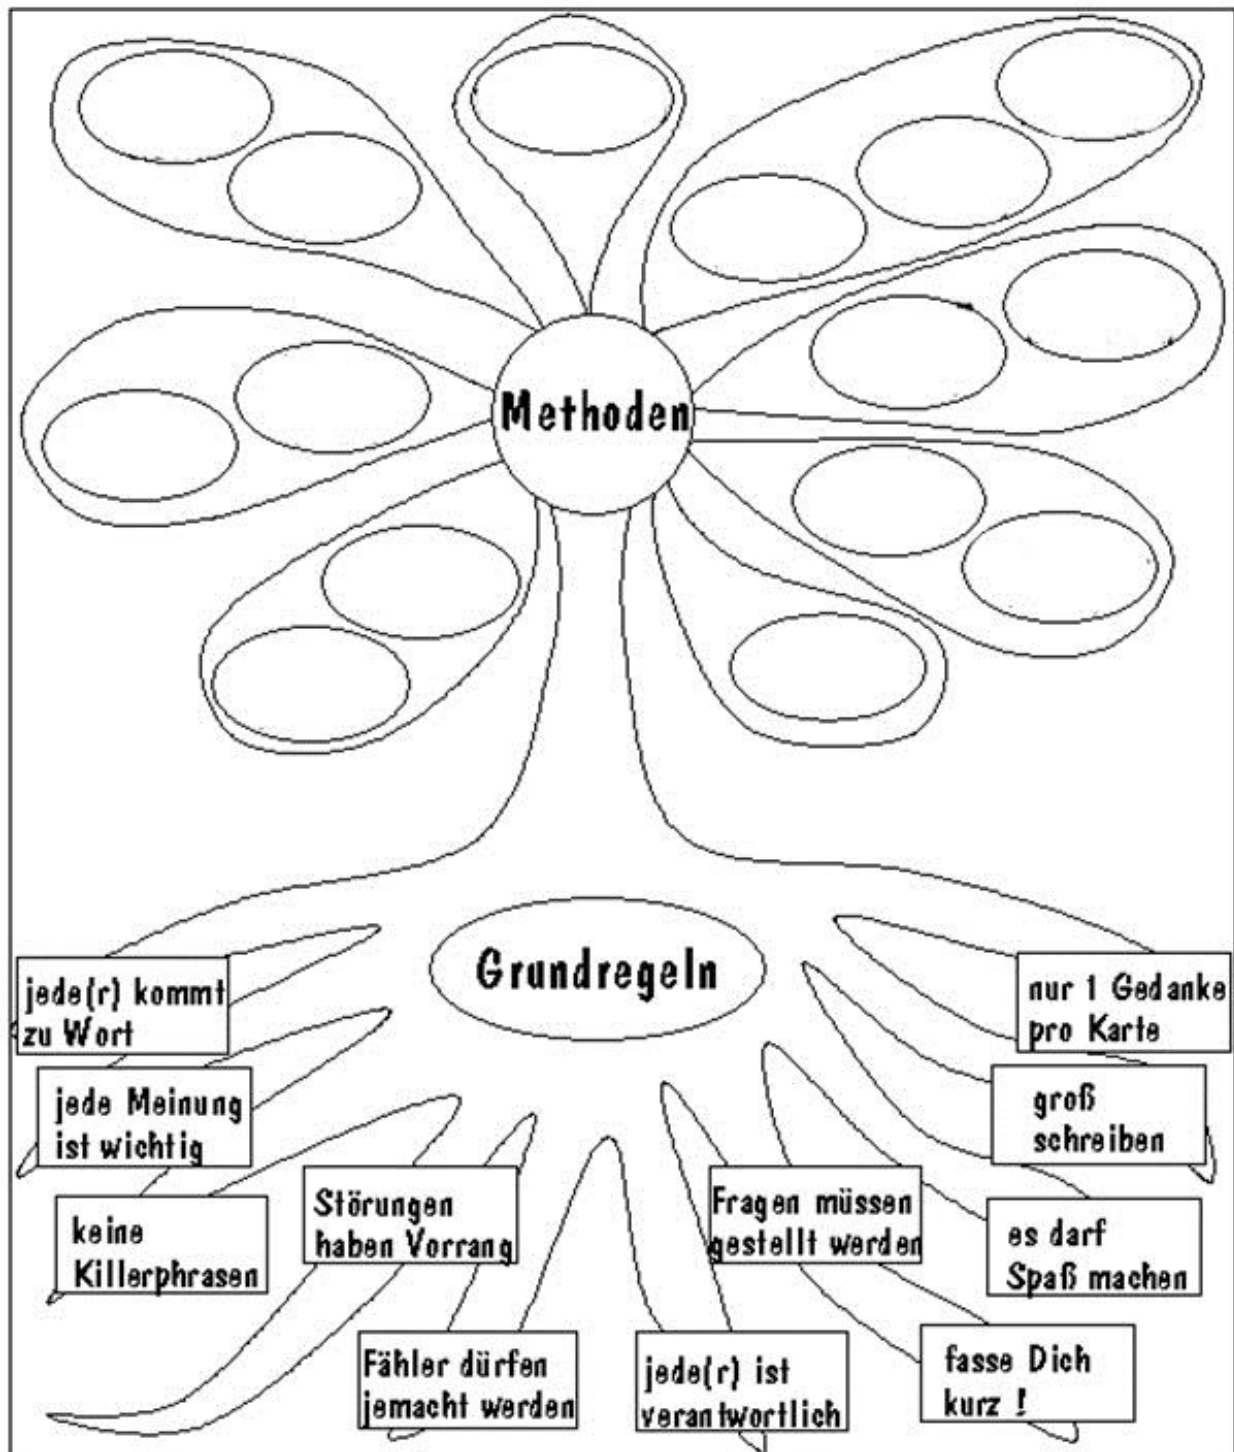 Methoden
Grundregeln
jede(r) kommt
zu Wort
nur 1 Gedanke
pro Karte
jede Meinung
ist wichtig
groß
schreiben
keine
Killerphrasen
Störungen
haben Vorrang
Fragen müssen
gestellt werden
es darf
Spaß machen
Fähler dürfen
jemacht werden
jede(r) ist
verantwortlich
fasse Dich
kurz !